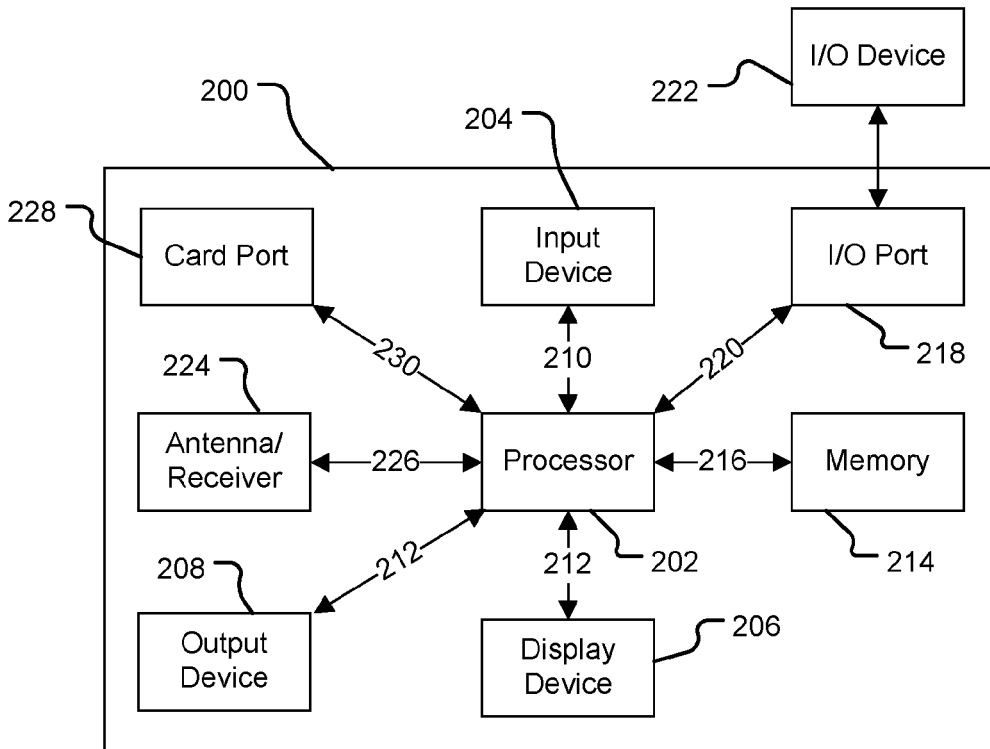 I/O Device
222
200
204
228
Card Port
Input
Device
I/O Port
230
210
220
218
224
Antenna/
Receiver
226
Processor
216
Memory
208
212
212
202
214
Output
Device
Display
Device
206